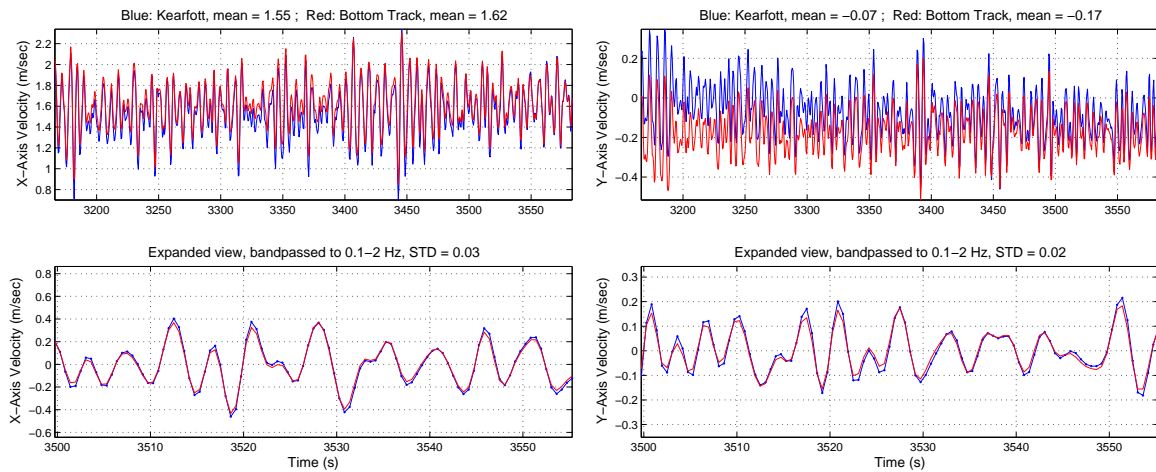 Blue: Kearfott, mean = 1.55 ;  Red: Bottom Track, mean = 1.62
X−Axis Velocity (m/sec)
2.2
2
1.8
1.6
1.4
1.2
1
0.8
3200 3250 3300 3350 3400 3450 3500 3550
Blue: Kearfott, mean = −0.07 ;  Red: Bottom Track, mean = −0.17
Y−Axis Velocity (m/sec)
0.2
0
−0.2
−0.4
3200 3250 3300 3350 3400 3450 3500 3550
Expanded view, bandpassed to 0.1−2 Hz, STD = 0.03
X−Axis Velocity (m/sec)
0.8
0.6
0.4
0.2
0
−0.2
−0.4
−0.6
3500 3510 3520 3530 3540 3550
Time (s)
Expanded view, bandpassed to 0.1−2 Hz, STD = 0.02
Y−Axis Velocity (m/sec)
0.3
0.2
0.1
0
−0.1
−0.2
−0.3
3500 3510 3520 3530 3540 3550
Time (s)